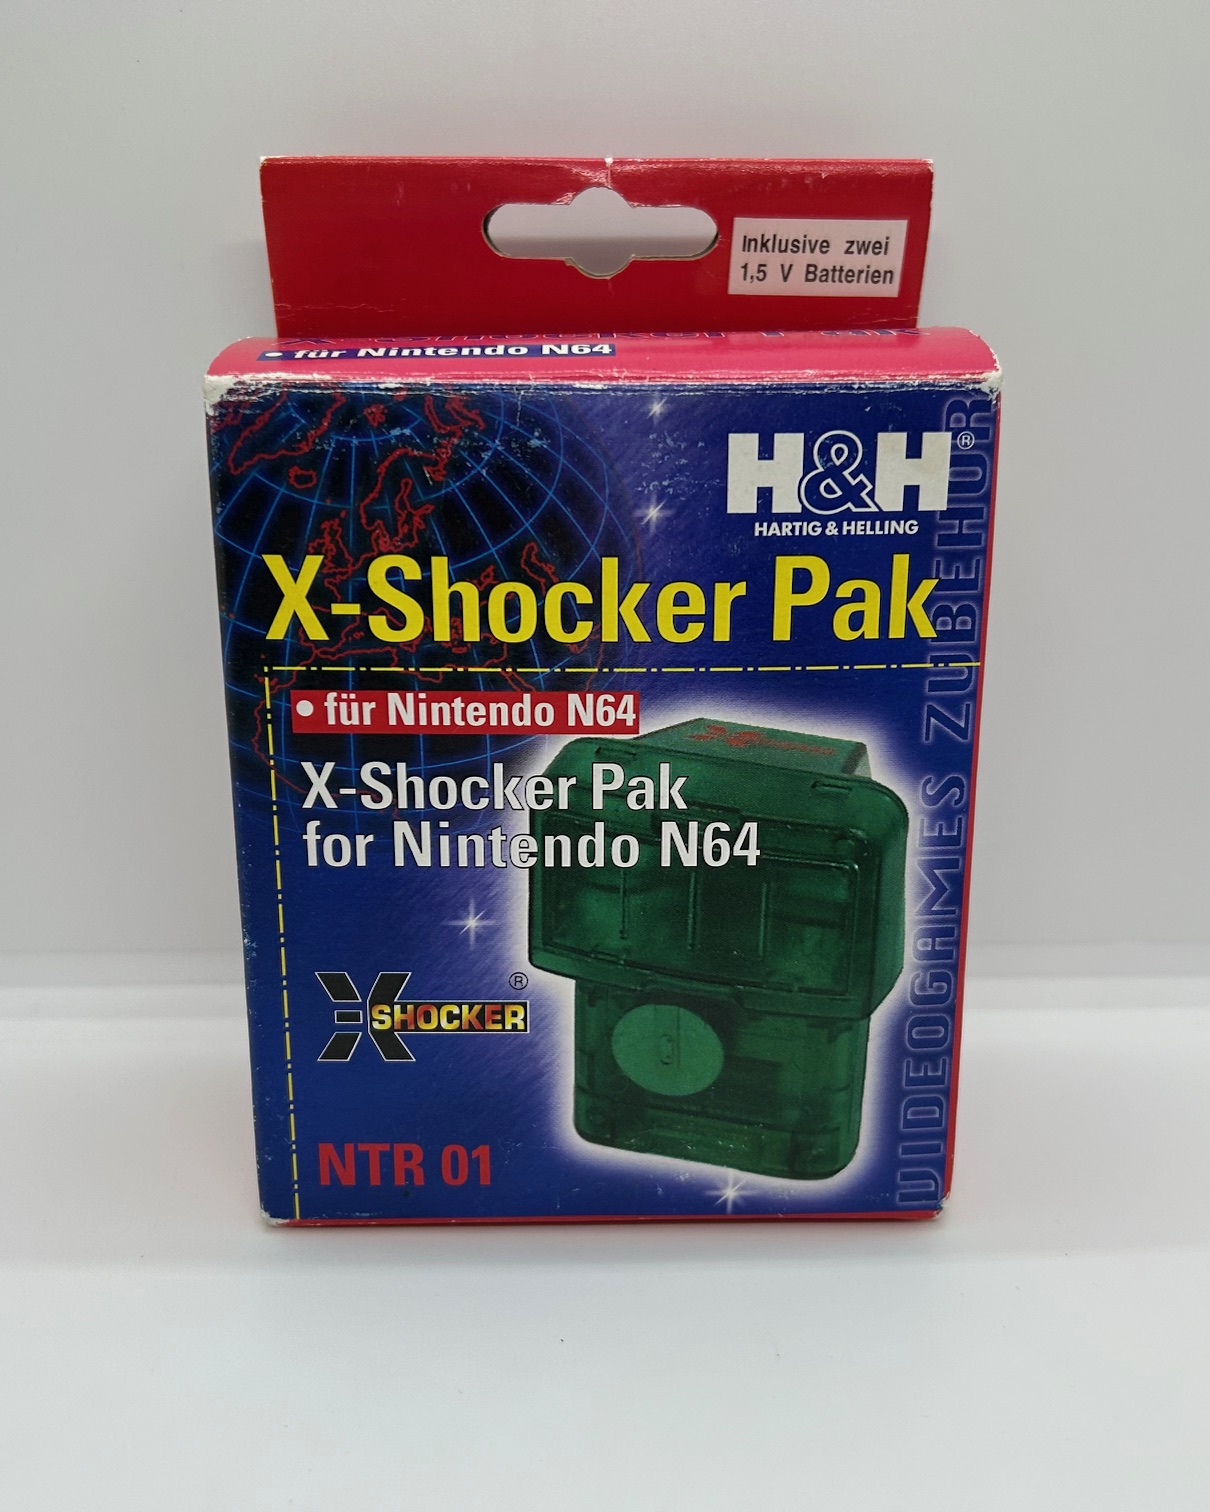 Inklusive zwei
1,5 V Batterien
• für Nintendo N64
H&H®
HARTIG & HELLING
X-Shocker Pak
• für Nintendo N64
X-Shocker Pak
for Nintendo N64
X SHOCKER ®
NTR 01
VIDEOGAMES ZUBEHÖR